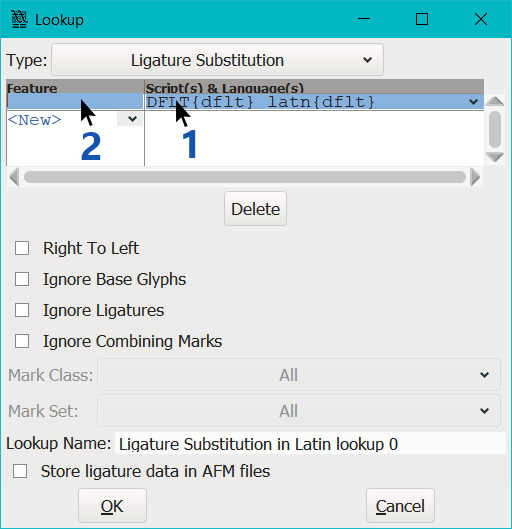 Lookup
Type: Ligature Substitution
Feature Script(s) & Language(s)
DFLT{dflt} latn{dflt}
<New>
2 1
Delete
Right To Left
Ignore Base Glyphs
Ignore Ligatures
Ignore Combining Marks
Mark Class: All
Mark Set: All
Lookup Name: Ligature Substitution in Latin lookup 0
Store ligature data in AFM files
OK Cancel